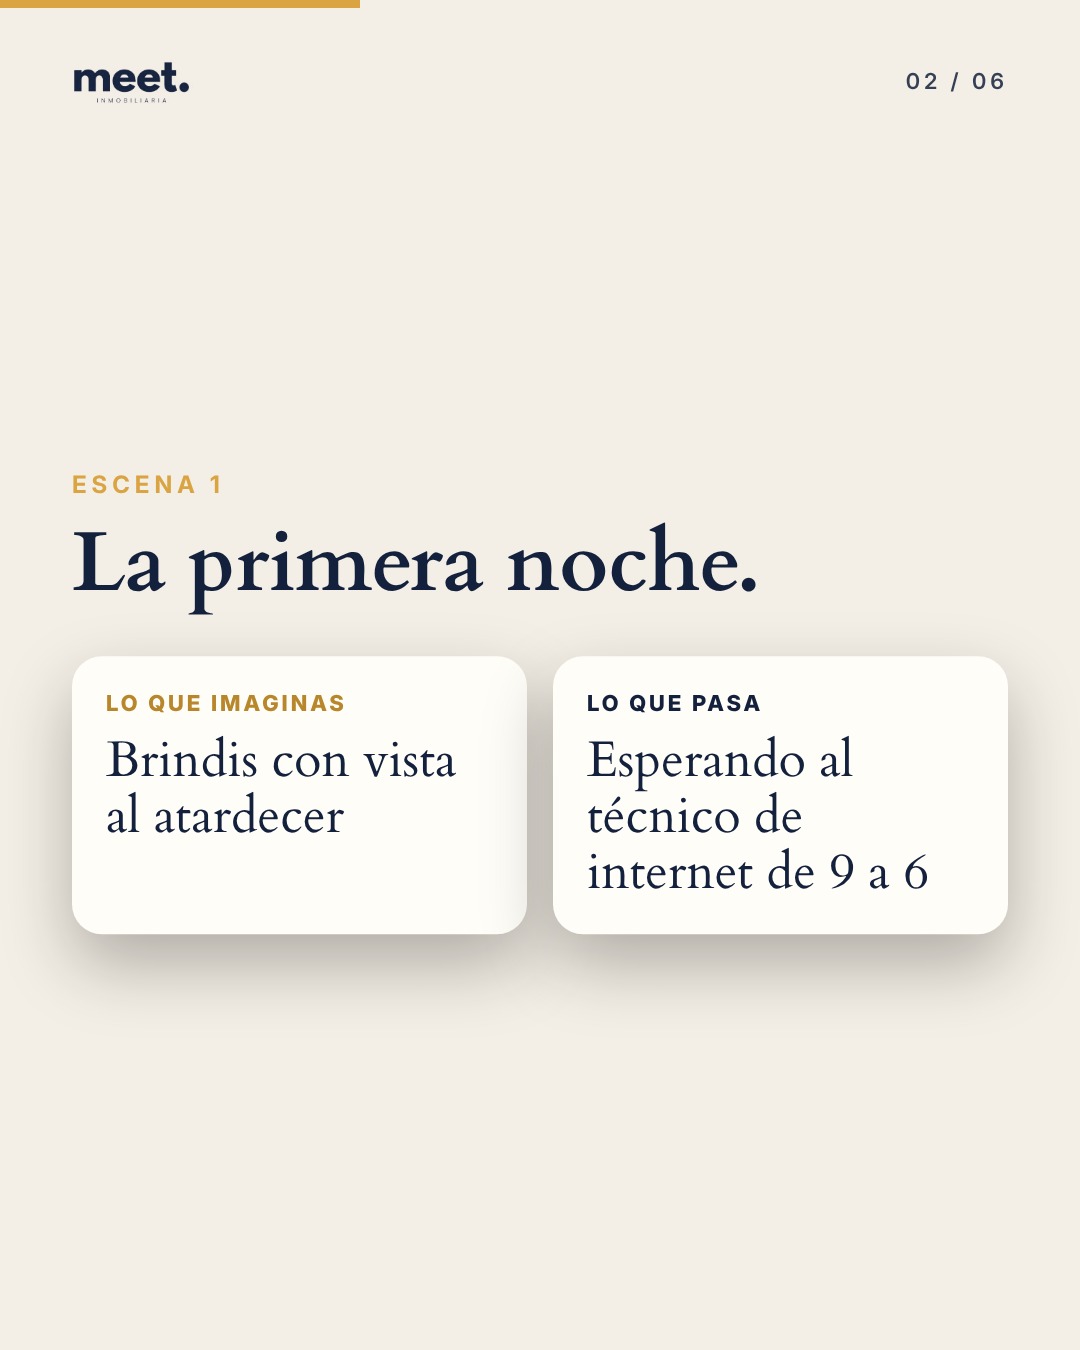 meet.
INMOBILIARIA
02 / 06
ESCENA 1
La primera noche.
LO QUE IMAGINAS
Brindis con vista
al atardecer
LO QUE PASA
Esperando al
técnico de
internet de 9 a 6